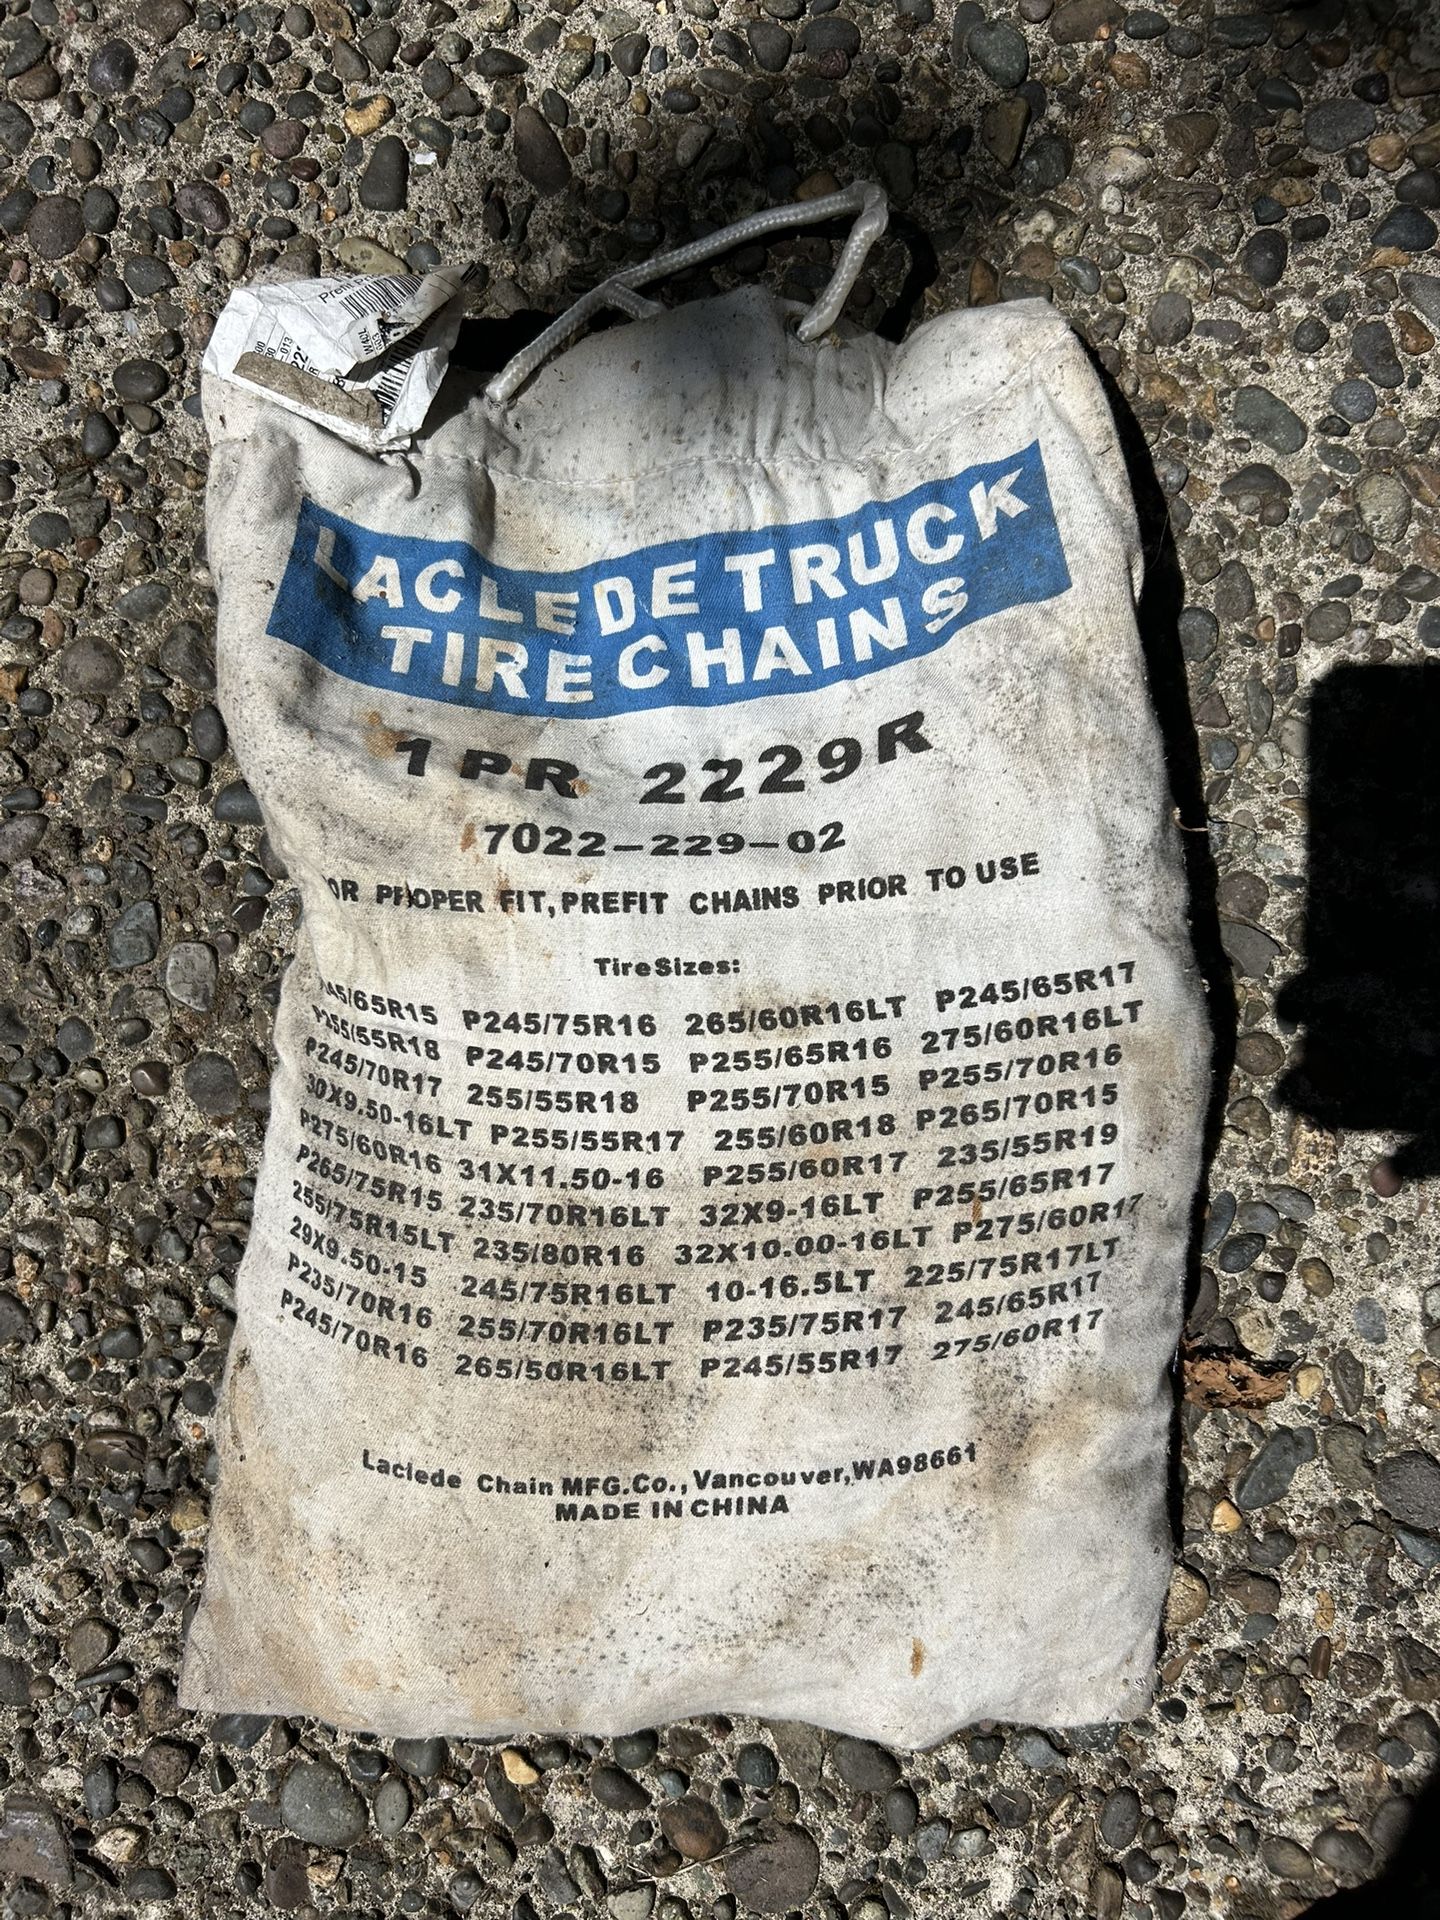 Prefit
LACLEDE TRUCK
TIRE CHAINS
1 PR 2229R
7022-229-02
PROPER FIT, PREFIT CHAINS PRIOR TO USE
Tire Sizes:
P245/75R16 265/60R16LT P245/65R17
P255/55R18 P245/70R15 P255/65R16 275/60R16LT
P245/70R17 255/55R18 P255/70R15 P255/70R16
30X9.50-16LT P255/55R17 255/60R18 P265/70R15
P275/60R16 31X11.50-16 P255/60R17 235/55R19
P265/75R15 235/70R16LT 32X9-16LT P255/65R17
255/75R15LT 235/80R16 32X10.00-16LT P275/60R17
29X9.50-15 245/75R16LT 10-16.5LT 225/75R17LT
P235/70R16 255/70R16LT P235/75R17 245/65R17
P245/70R16 265/50R16LT P245/55R17 275/60R17
Laclede Chain MFG.Co., Vancouver, WA98661
MADE IN CHINA